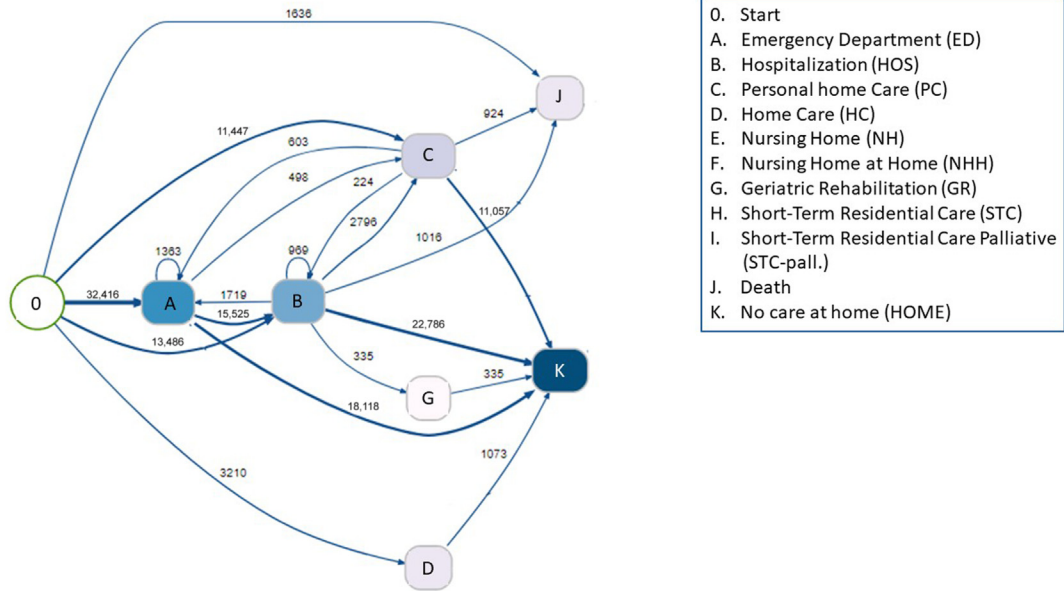 1636
J
924
11,447
603
C
498
224
2796
11,057
1016
1363
969
0
32,416
A
1719
B
15,525
13,486
22,786
335
K
335
G
18,118
1073
3210
D
0. Start
A. Emergency Department (ED)
B. Hospitalization (HOS)
C. Personal home Care (PC)
D. Home Care (HC)
E. Nursing Home (NH)
F. Nursing Home at Home (NHH)
G. Geriatric Rehabilitation (GR)
H. Short-Term Residential Care (STC)
I. Short-Term Residential Care Palliative
(STC-pall.)
J. Death
K. No care at home (HOME)